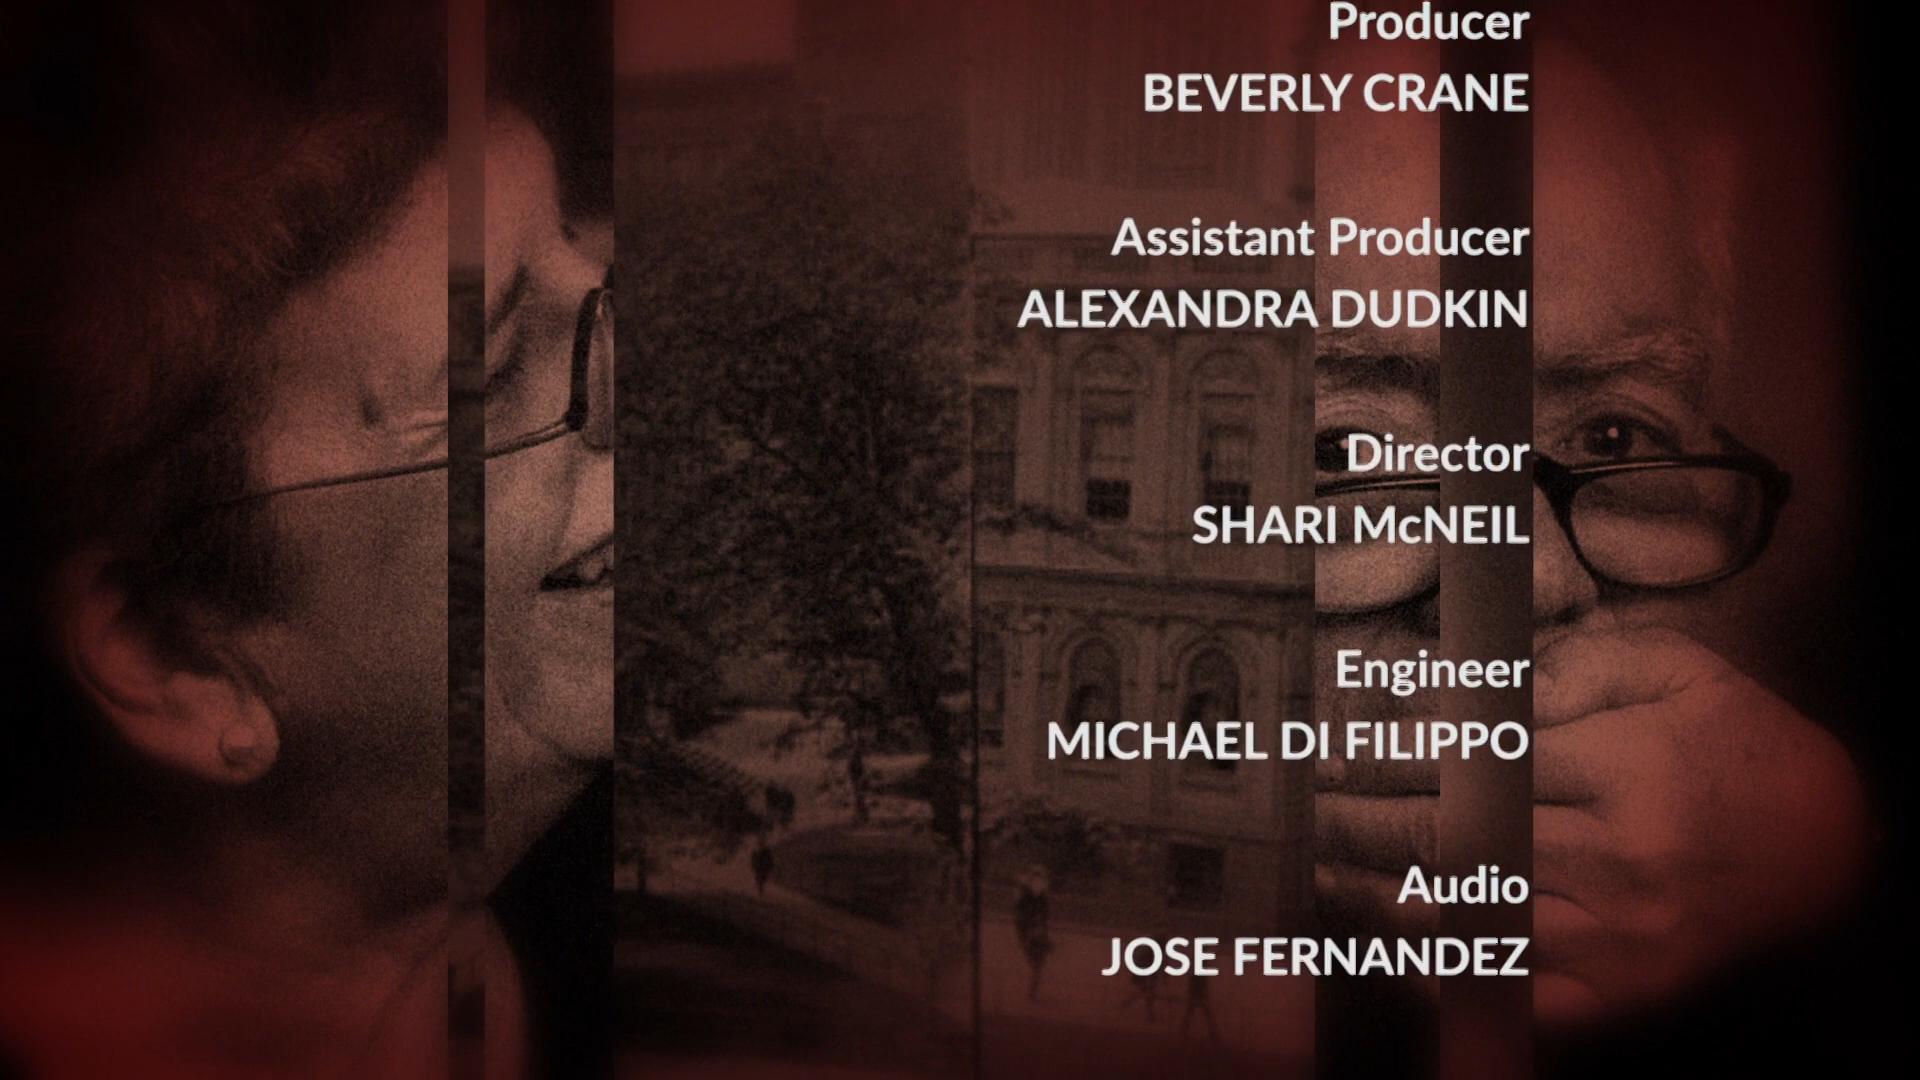 Producer
BEVERLY CRANE
Assistant Producer
ALEXANDRA DUDKIN
Director
SHARI McNEIL
Engineer
MICHAEL DI FILIPPO
Audio
JOSE FERNANDEZ